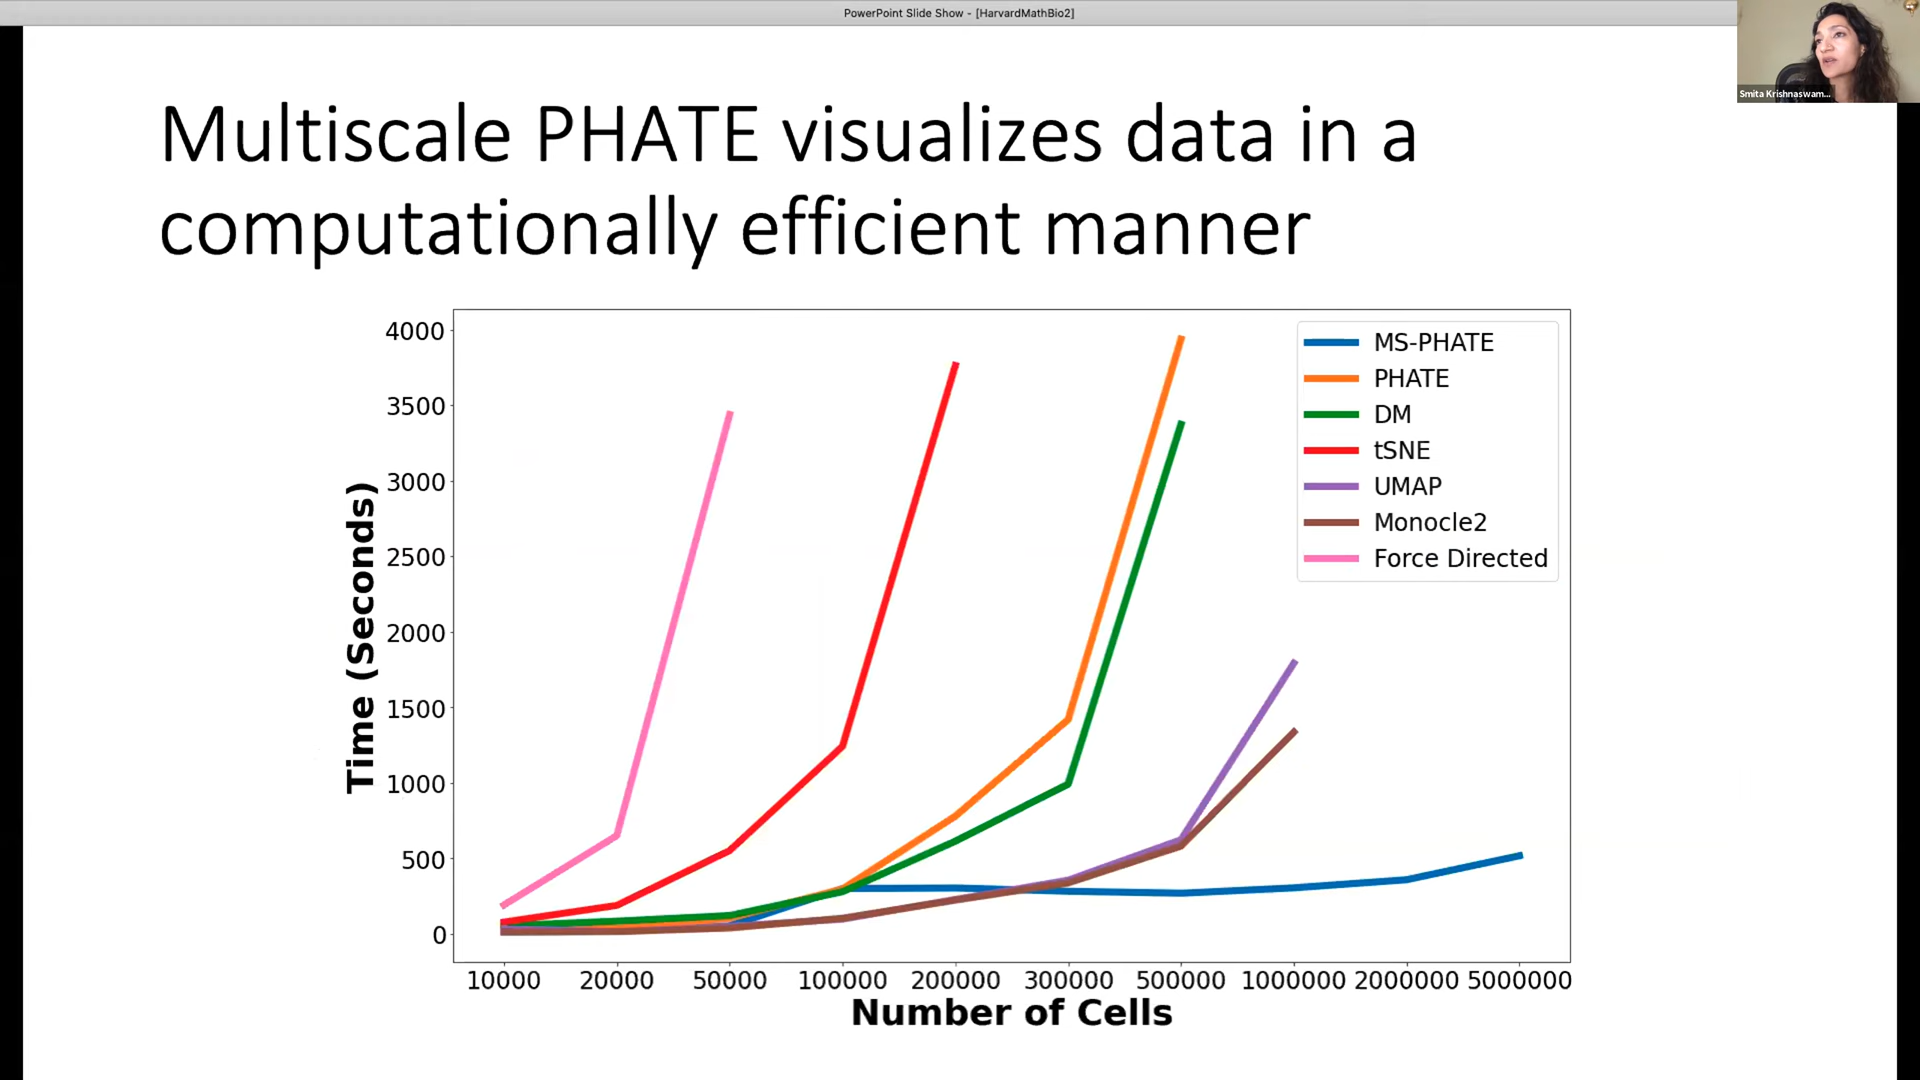 PowerPoint Slide Show - [HarvardMathBio2]
Smita Krishnaswam...
Multiscale PHATE visualizes data in a
computationally efficient manner
4000
3500
3000
2500
2000
1500
1000
500
0
Time (Seconds)
MS-PHATE
PHATE
DM
tSNE
UMAP
Monocle2
Force Directed
10000 20000 50000 100000 200000 300000 500000 1000000 2000000 5000000
Number of Cells